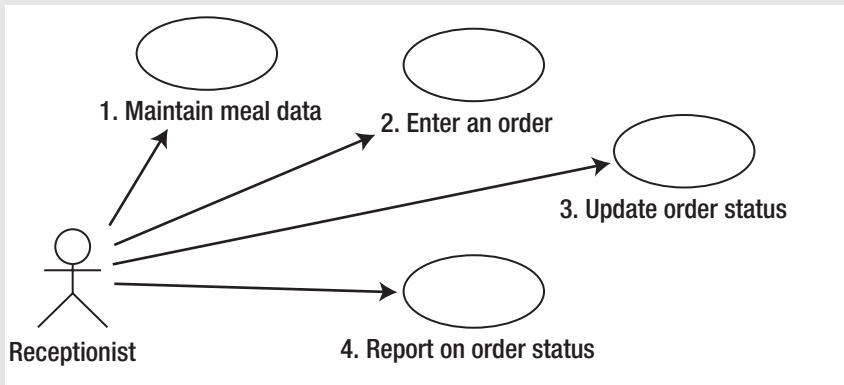 1. Maintain meal data
2. Enter an order
3. Update order status
Receptionist
4. Report on order status